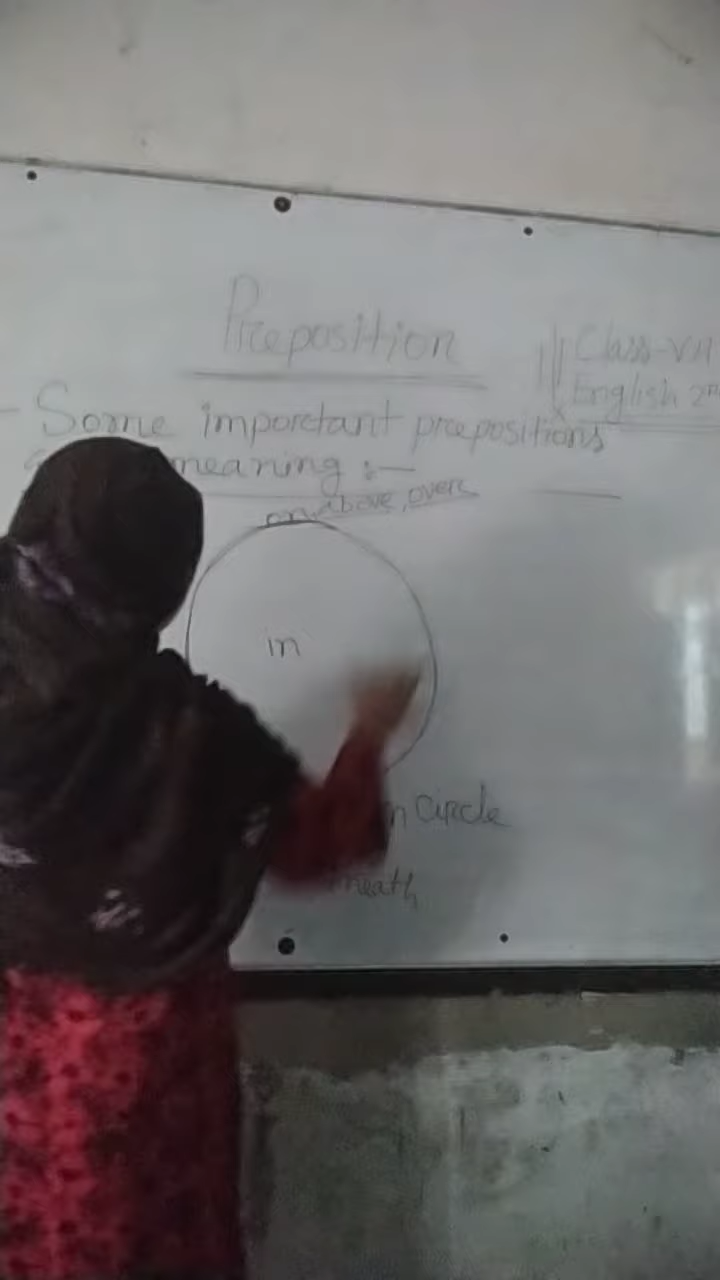 Preposition
Class-VII
English 2nd
- Some important prepositions
meaning :-
on, above, over
in
n Circle
neath